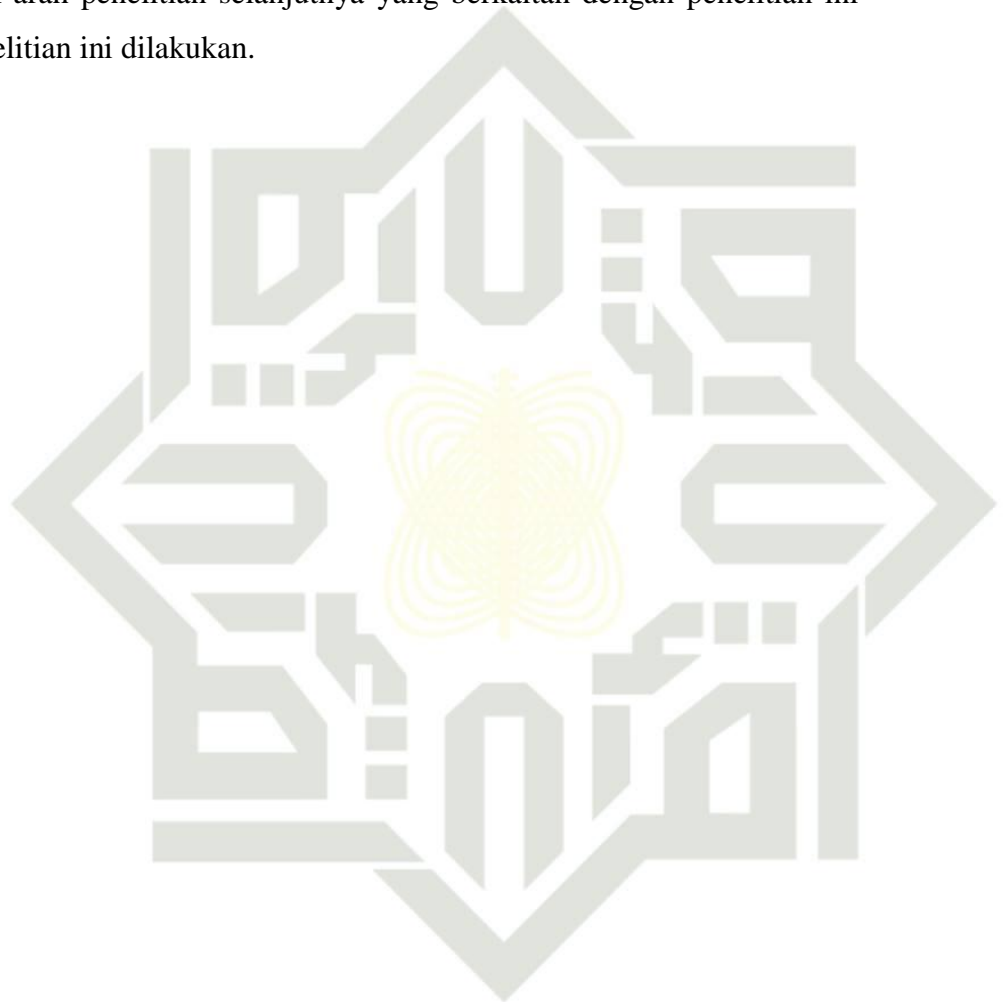 arah penelitian selanjutnya yang berkaitan dengan penelitian ini
elitian ini dilakukan.